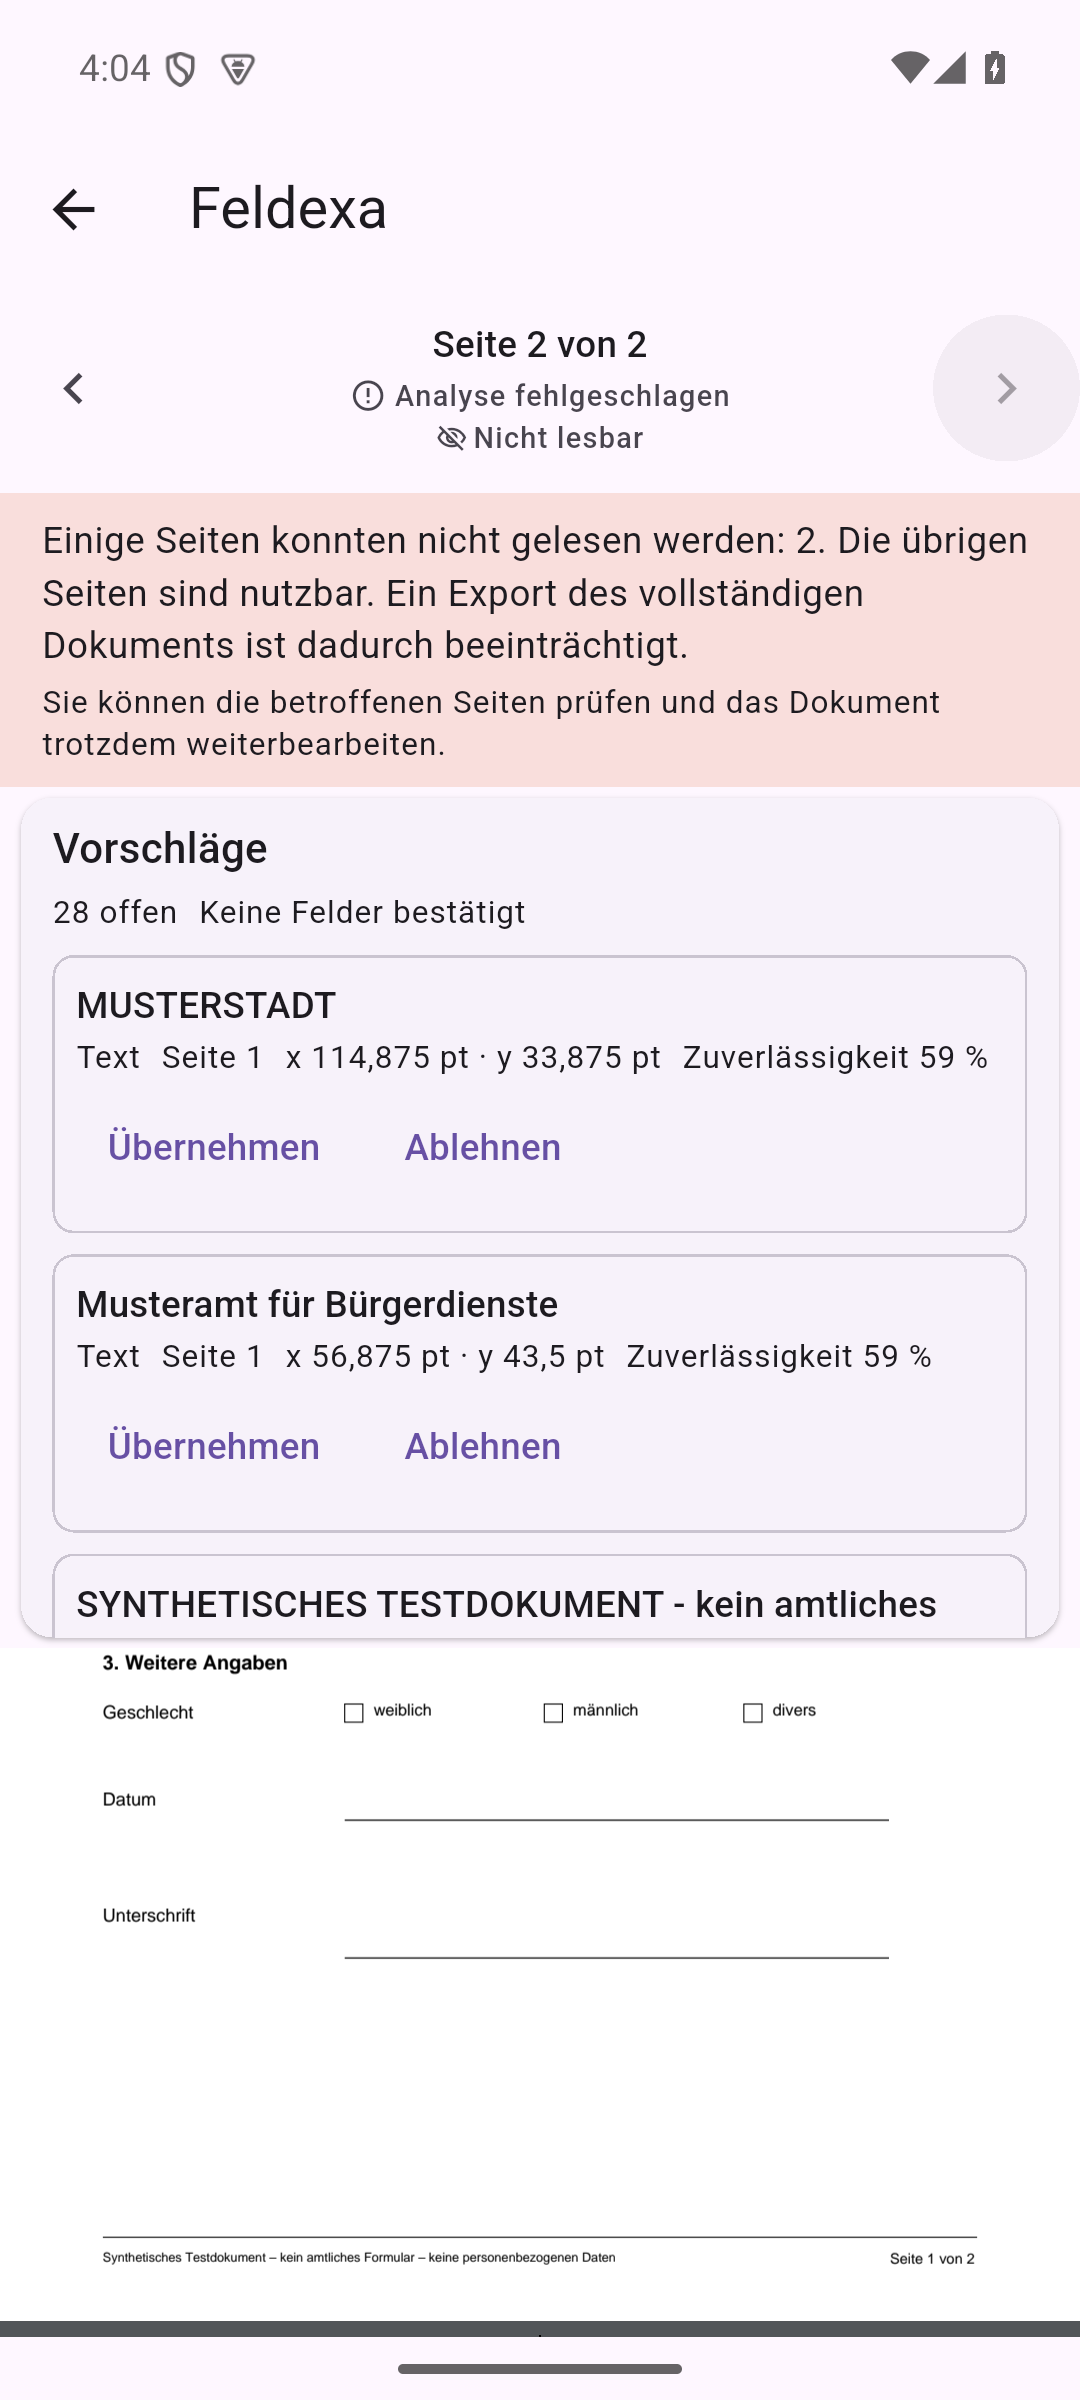 4:04
Feldexa
Seite 2 von 2
Analyse fehlgeschlagen
Nicht lesbar
Einige Seiten konnten nicht gelesen werden: 2. Die übrigen
Seiten sind nutzbar. Ein Export des vollständigen
Dokuments ist dadurch beeinträchtigt.
Sie können die betroffenen Seiten prüfen und das Dokument
trotzdem weiterbearbeiten.
Vorschläge
28 offen Keine Felder bestätigt
MUSTERSTADT
Text Seite 1 x 114,875 pt · y 33,875 pt Zuverlässigkeit 59 %
Übernehmen Ablehnen
Musteramt für Bürgerdienste
Text Seite 1 x 56,875 pt · y 43,5 pt Zuverlässigkeit 59 %
Übernehmen Ablehnen
SYNTHETISCHES TESTDOKUMENT - kein amtliches
3. Weitere Angaben
Geschlecht weiblich männlich divers
Datum
Unterschrift
Synthetisches Testdokument – kein amtliches Formular – keine personenbezogenen Daten Seite 1 von 2